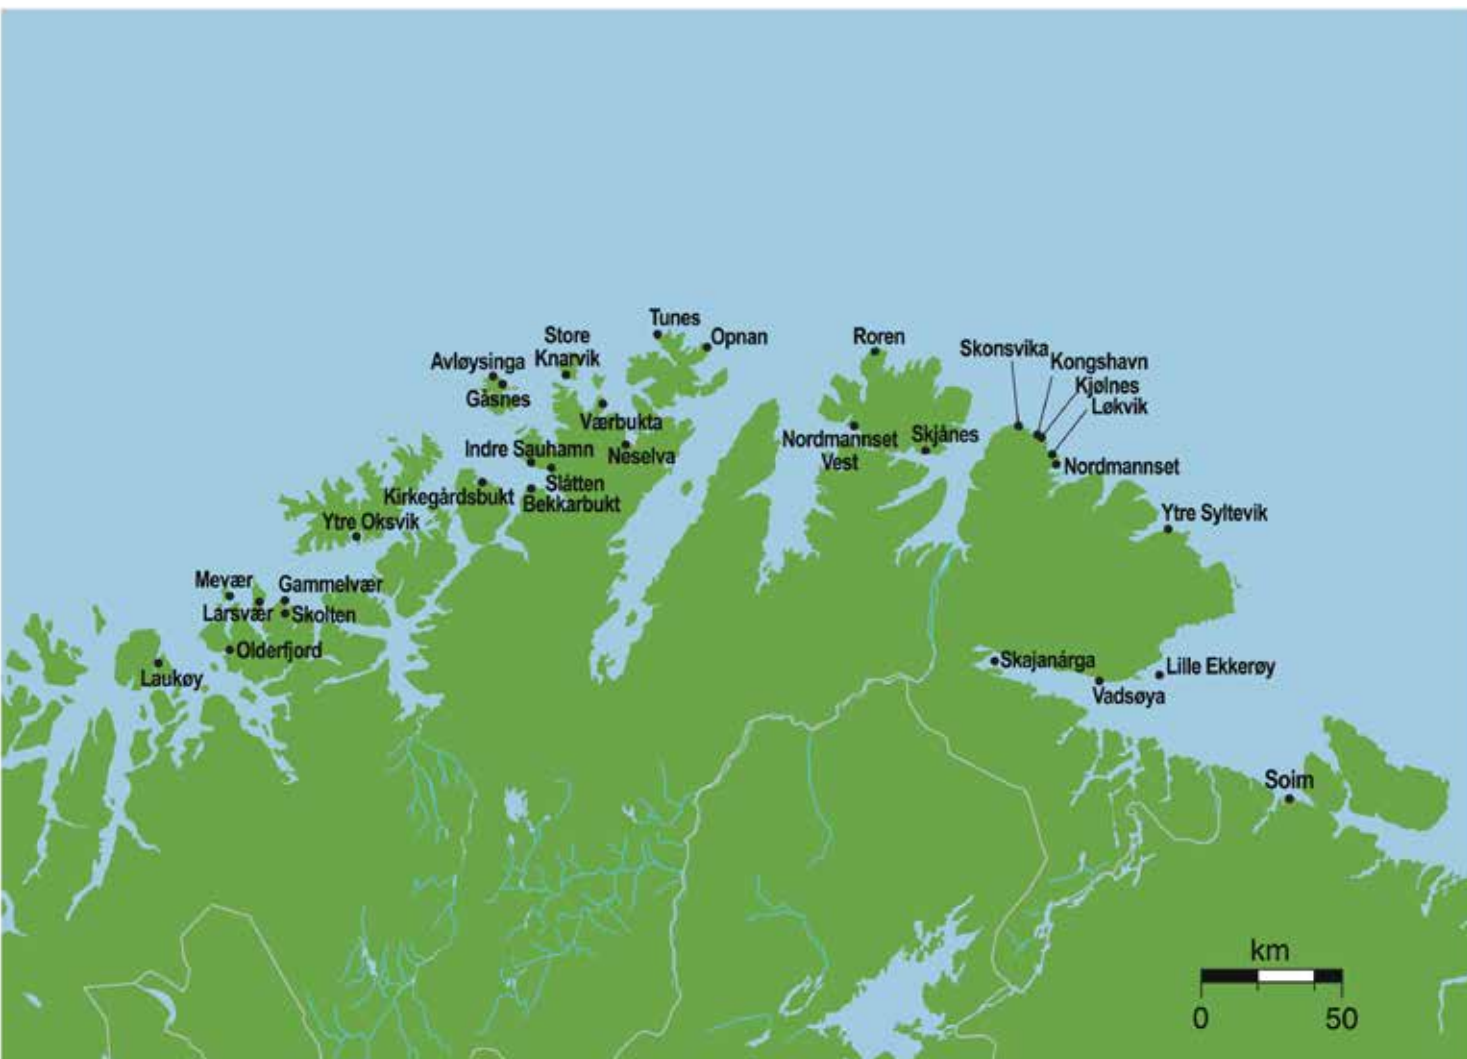 Tunes
Opnan
Store
Knarvik
Roren
Skonsvika
Avløysinga
Kongshavn
Gåsnes
Kjølnes
Løkvik
Værbukta
Nordmannset
Vest
Skjånes
Indre Sauhamn
Neselva
Nordmannset
Slåtten
Kirkegårdsbukt
Bekkarbukt
Ytre Oksvik
Ytre Syltevik
Mevær
Gammelvær
Larsvær
Skolten
Olderfjord
Laukøy
Skajanárga
Lille Ekkerøy
Vadsøya
Soim
km
0 50